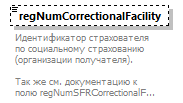 regNumCorrectionalFacility
Идентификатор страхователя
по социальному страхованию
(организации получателя).
Так же см. документацию к
полю regNumSFRCorrectionalF...